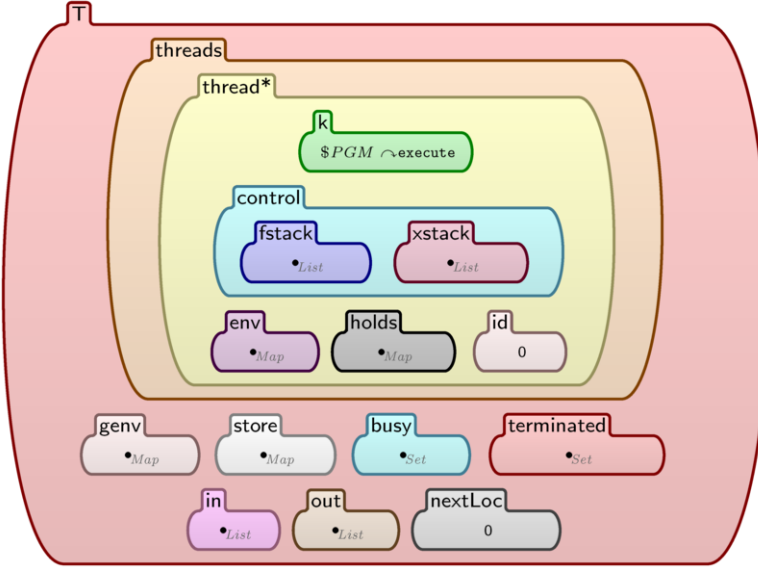 T
threads
thread*
k
$PGM ↷ execute
control
fstack xstack
•List •List
env holds id
•Map •Map 0
genv store busy terminated
•Map •Map •Set •Set
in out nextLoc
•List •List 0